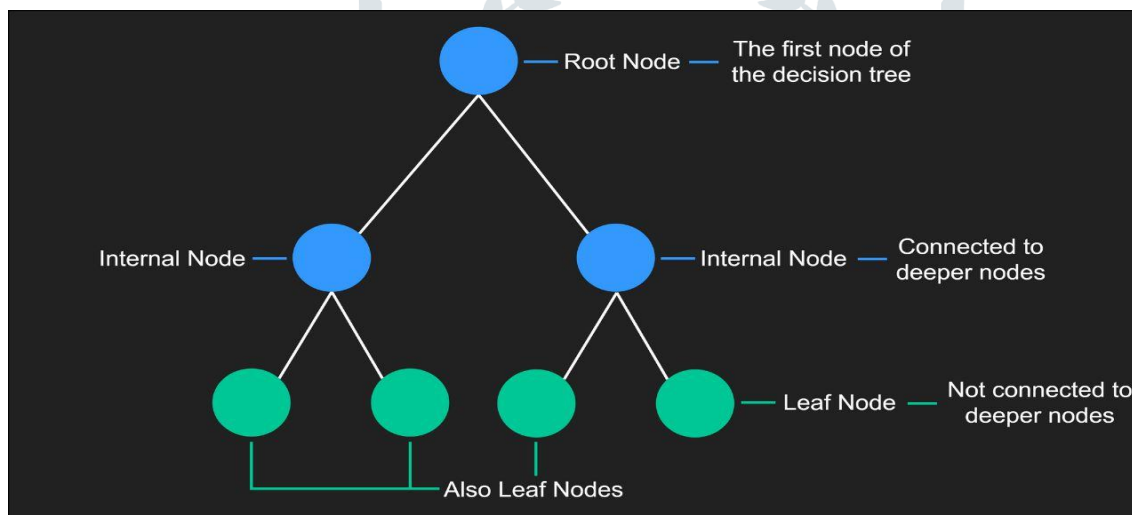 Root Node
The first node of
the decision tree
Internal Node
Internal Node
Connected to
deeper nodes
Leaf Node
Not connected to
deeper nodes
Also Leaf Nodes